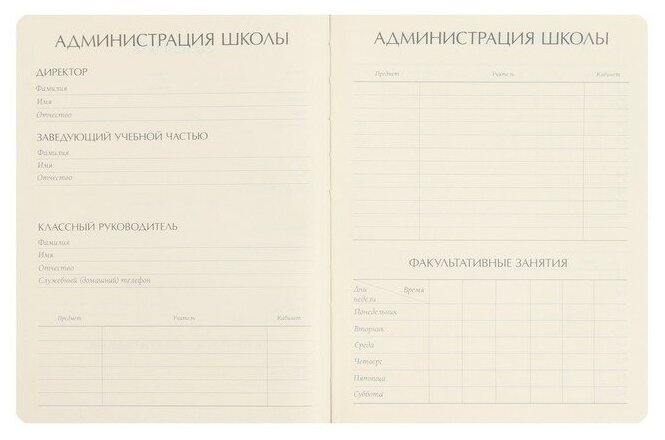 АДМИНИСТРАЦИЯ ШКОЛЫ
ДИРЕКТОР
Фамилия
Имя
Отчество
ЗАВЕДУЮЩИЙ УЧЕБНОЙ ЧАСТЬЮ
Фамилия
Имя
Отчество
КЛАССНЫЙ РУКОВОДИТЕЛЬ
Фамилия
Имя
Отчество
Служебный (домашний) телефон
Предмет Учитель Кабинет
АДМИНИСТРАЦИЯ ШКОЛЫ
Предмет Учитель Кабинет
ФАКУЛЬТАТИВНЫЕ ЗАНЯТИЯ
Дни Время
недели
Понедельник
Вторник
Среда
Четверг
Пятница
Суббота